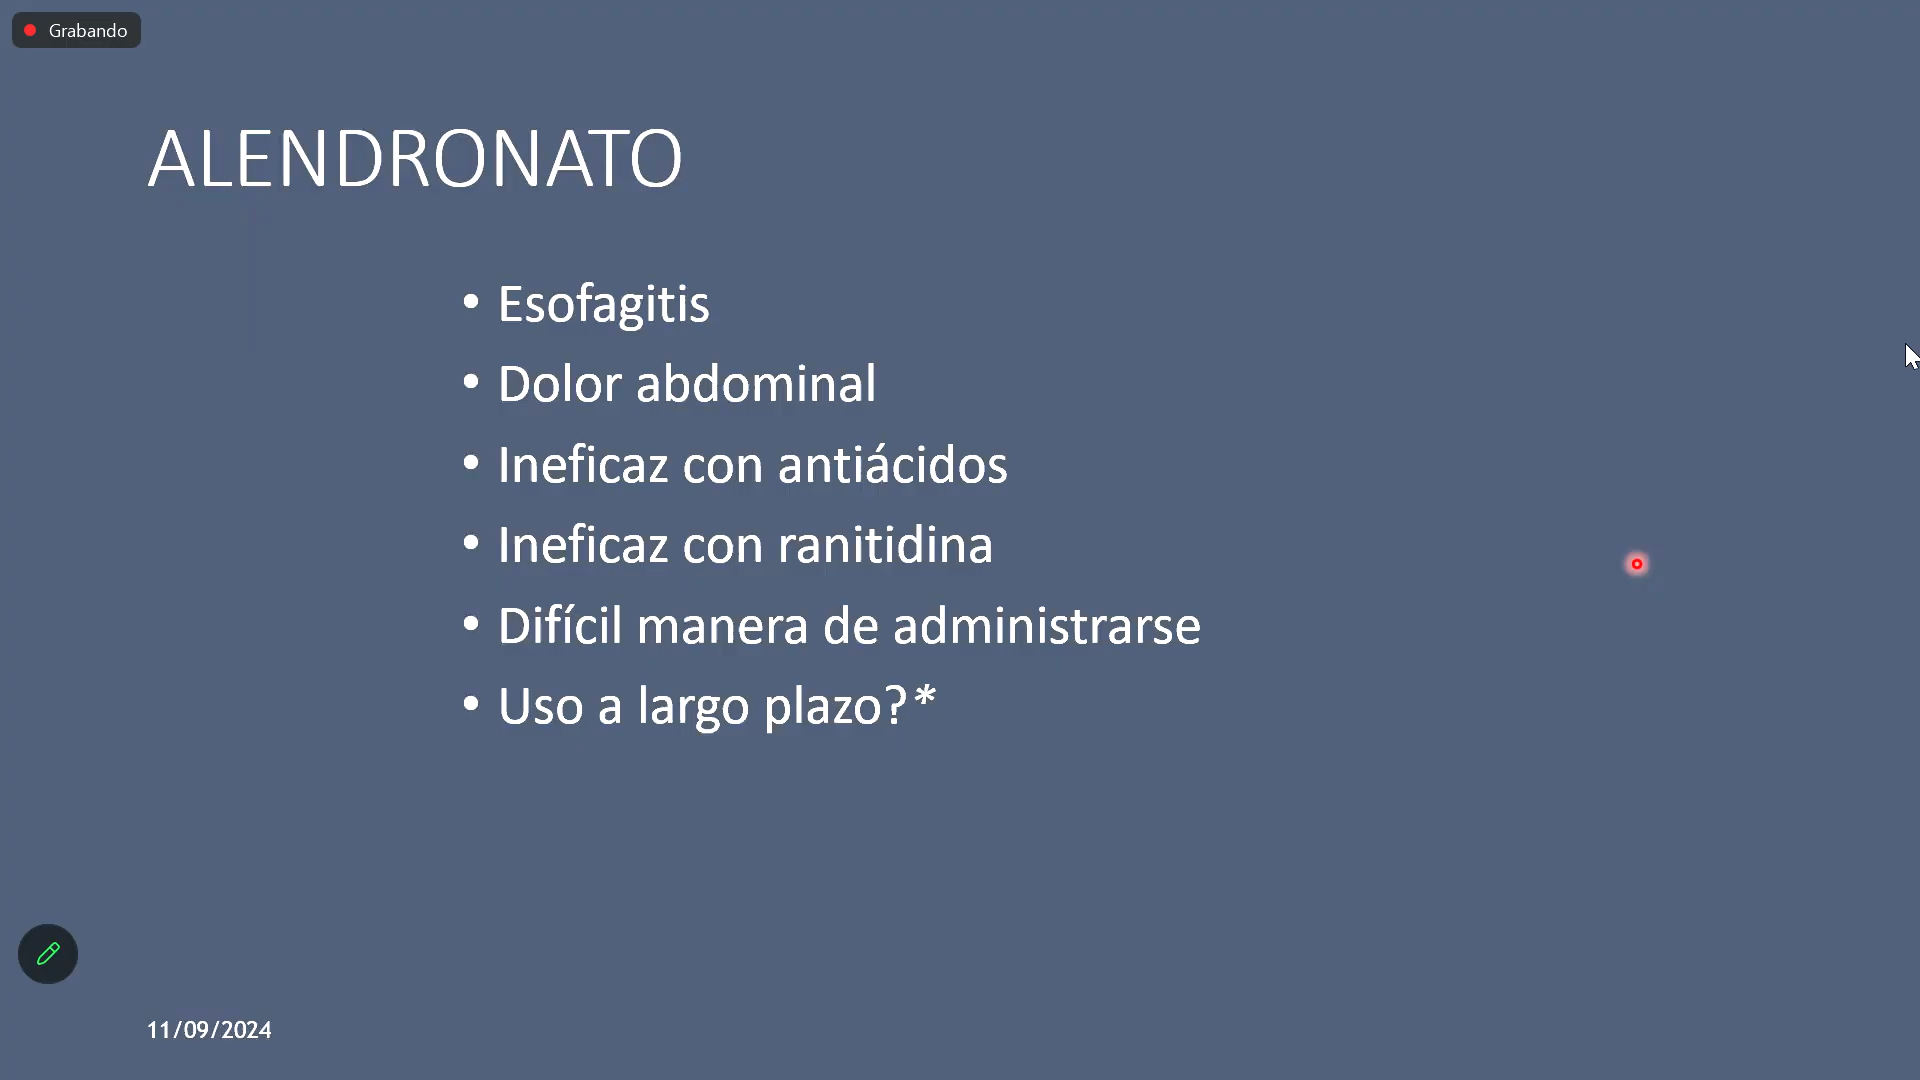 Grabando
ALENDRONATO
• Esofagitis
• Dolor abdominal
• Ineficaz con antiácidos
• Ineficaz con ranitidina
• Difícil manera de administrarse
• Uso a largo plazo?*
11/09/2024